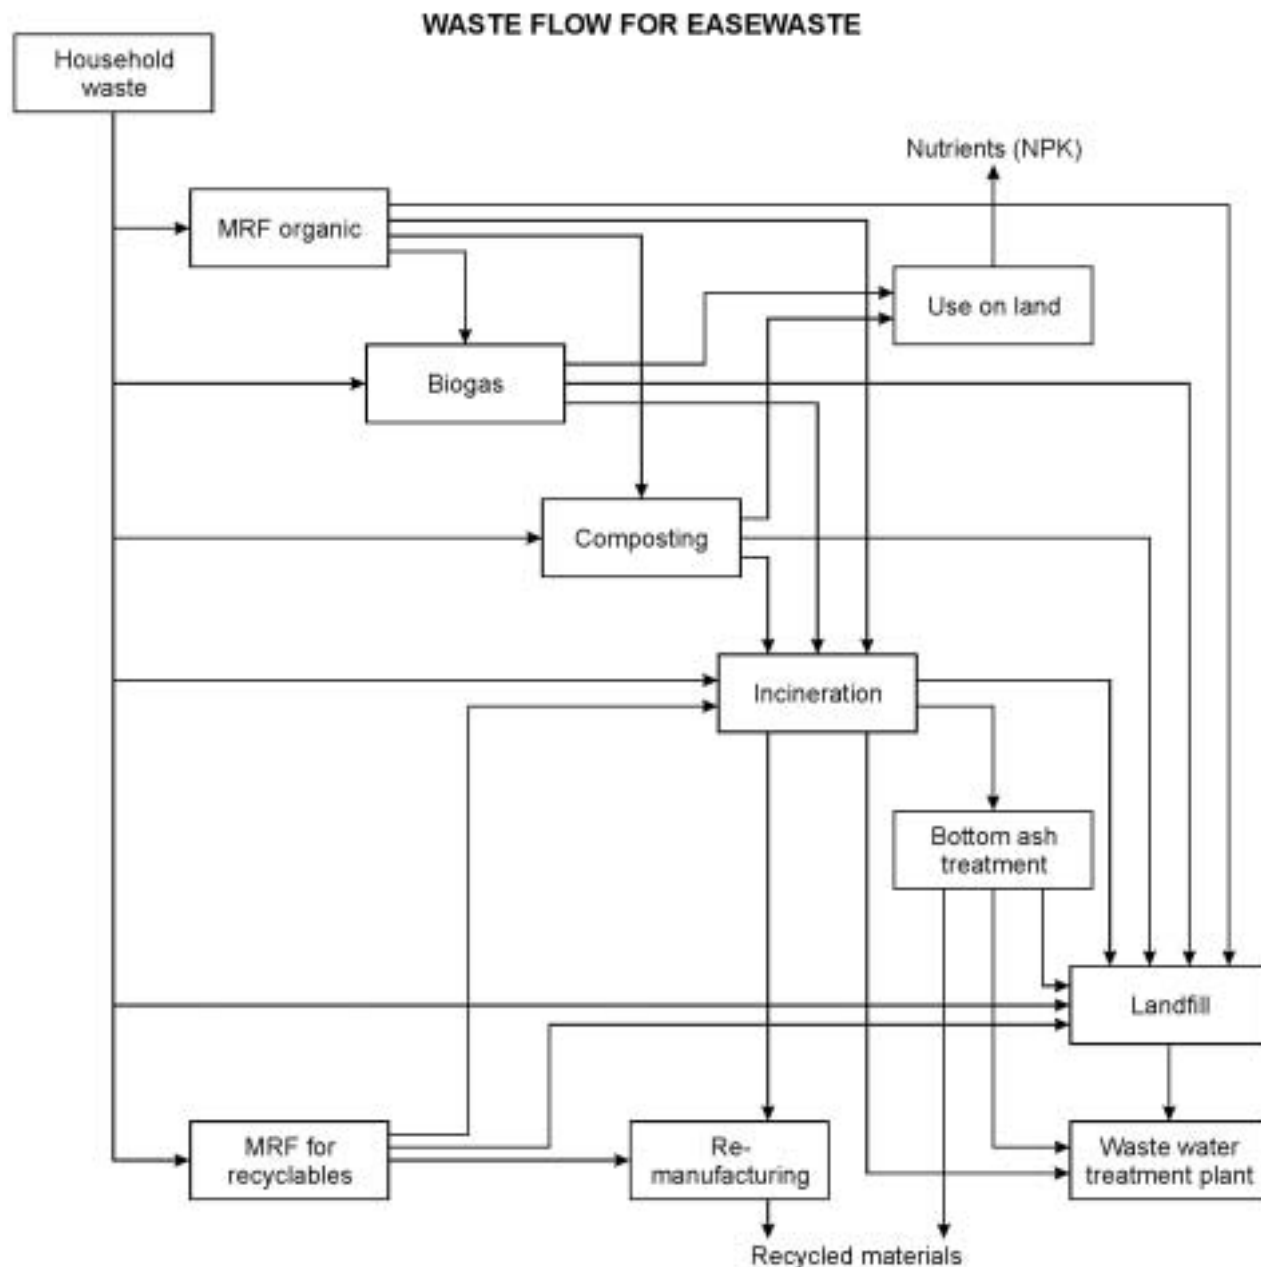 WASTE FLOW FOR EASEWASTE
Household
waste
Nutrients (NPK)
MRF organic
Use on land
Biogas
Composting
Incineration
Bottom ash
treatment
Landfill
MRF for
recyclables
Re-
manufacturing
Waste water
treatment plant
Recycled materials